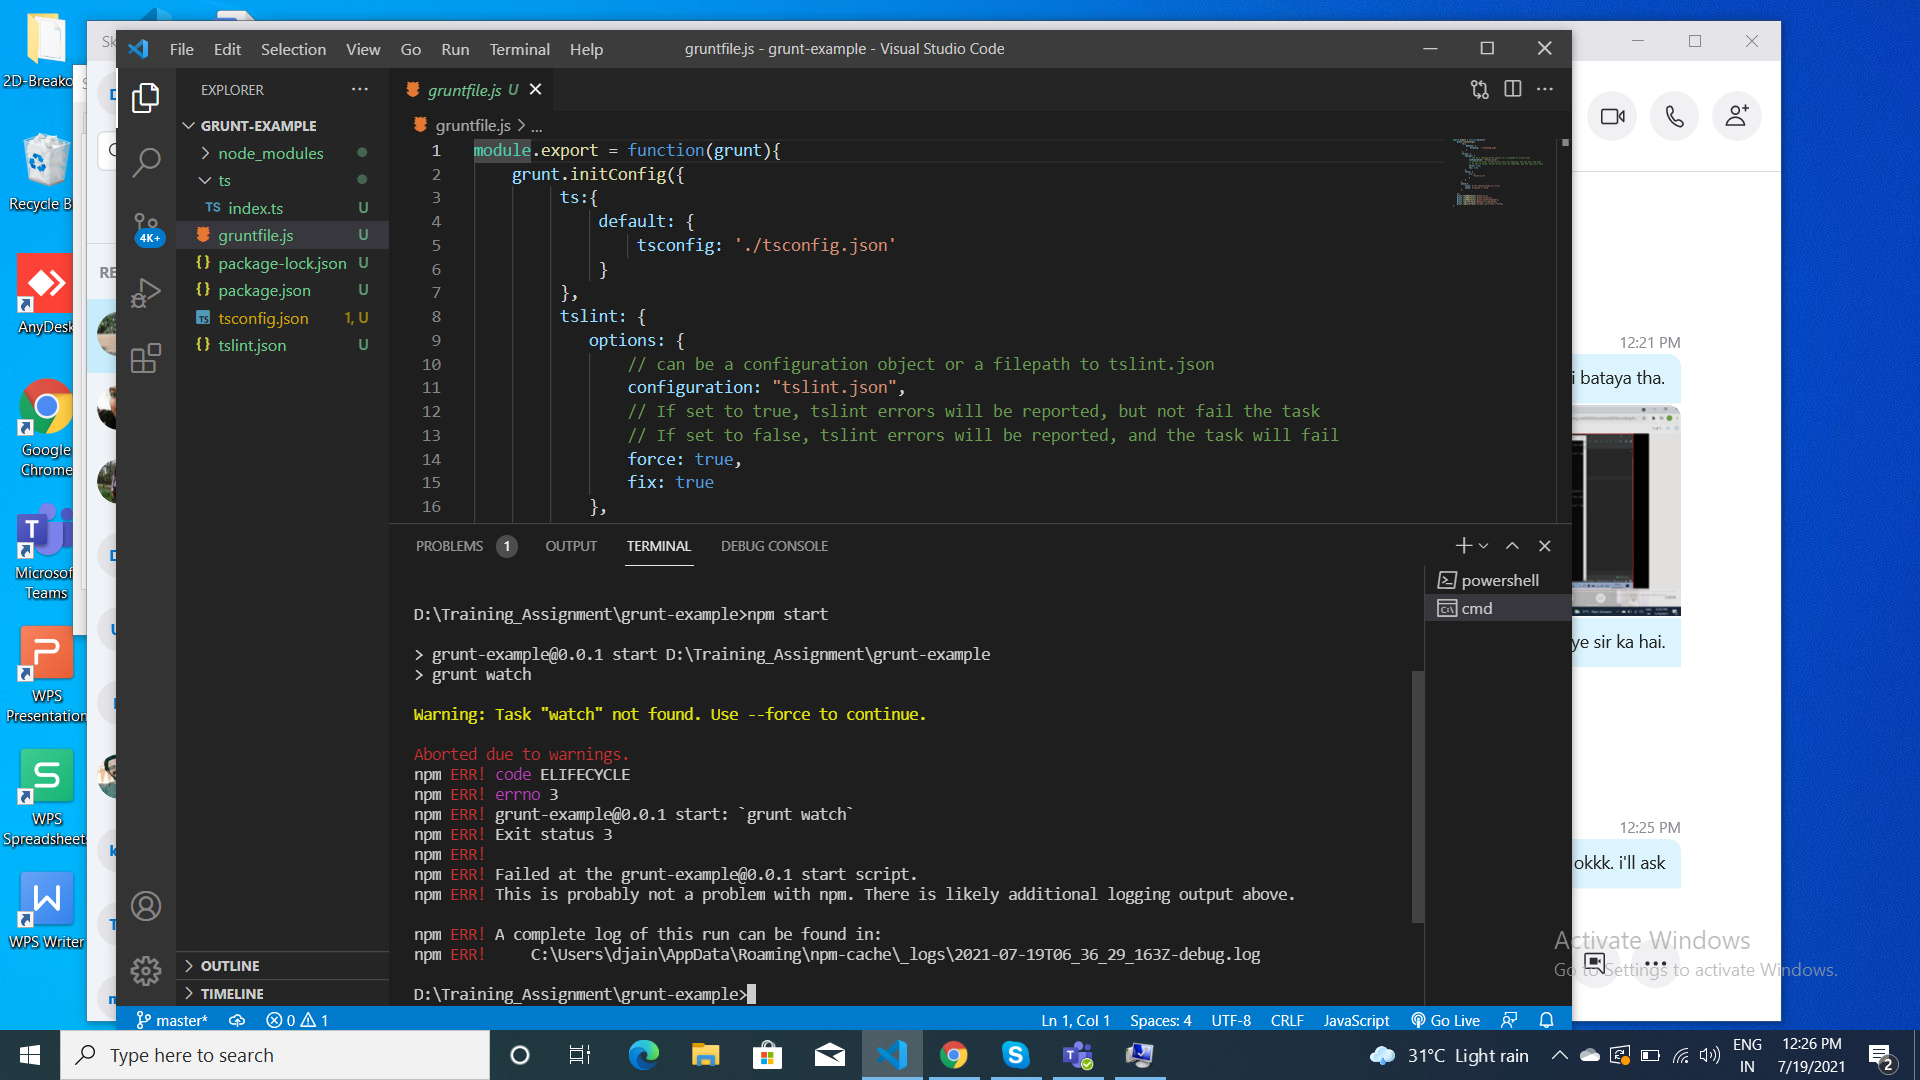 2D-Breako
Recycle B
AnyDesk
Google
Chrome
Microsof
Teams
WPS
Presentation
WPS
Spreadsheets
WPS Writer
File Edit Selection View Go Run Terminal Help
gruntfile.js - grunt-example - Visual Studio Code
EXPLORER
GRUNT-EXAMPLE
node_modules
ts
TS index.ts U
gruntfile.js U
{} package-lock.json U
{} package.json U
TS tsconfig.json 1, U
{} tslint.json U
4K+
OUTLINE
TIMELINE
gruntfile.js U
gruntfile.js > ...
1 module.export = function(grunt){
2 grunt.initConfig({
3 ts:{
4 default: {
5 tsconfig: './tsconfig.json'
6 }
7 },
8 tslint: {
9 options: {
10 // can be a configuration object or a filepath to tslint.json
11 configuration: "tslint.json",
12 // If set to true, tslint errors will be reported, but not fail the task
13 // If set to false, tslint errors will be reported, and the task will fail
14 force: true,
15 fix: true
16 },
PROBLEMS 1 OUTPUT TERMINAL DEBUG CONSOLE
powershell
cmd
D:\Training_Assignment\grunt-example>npm start
> grunt-example@0.0.1 start D:\Training_Assignment\grunt-example
> grunt watch
Warning: Task "watch" not found. Use --force to continue.
Aborted due to warnings.
npm ERR! code ELIFECYCLE
npm ERR! errno 3
npm ERR! grunt-example@0.0.1 start: `grunt watch`
npm ERR! Exit status 3
npm ERR!
npm ERR! Failed at the grunt-example@0.0.1 start script.
npm ERR! This is probably not a problem with npm. There is likely additional logging output above.
npm ERR! A complete log of this run can be found in:
npm ERR!     C:\Users\djain\AppData\Roaming\npm-cache\_logs\2021-07-19T06_36_29_163Z-debug.log
D:\Training_Assignment\grunt-example>
master* 0 1
Ln 1, Col 1 Spaces: 4 UTF-8 CRLF JavaScript Go Live
12:21 PM
i bataya tha.
ye sir ka hai.
12:25 PM
okkk. i'll ask
Activate Windows
Go to Settings to activate Windows.
Type here to search
31°C Light rain
ENG
IN
12:26 PM
7/19/2021
2